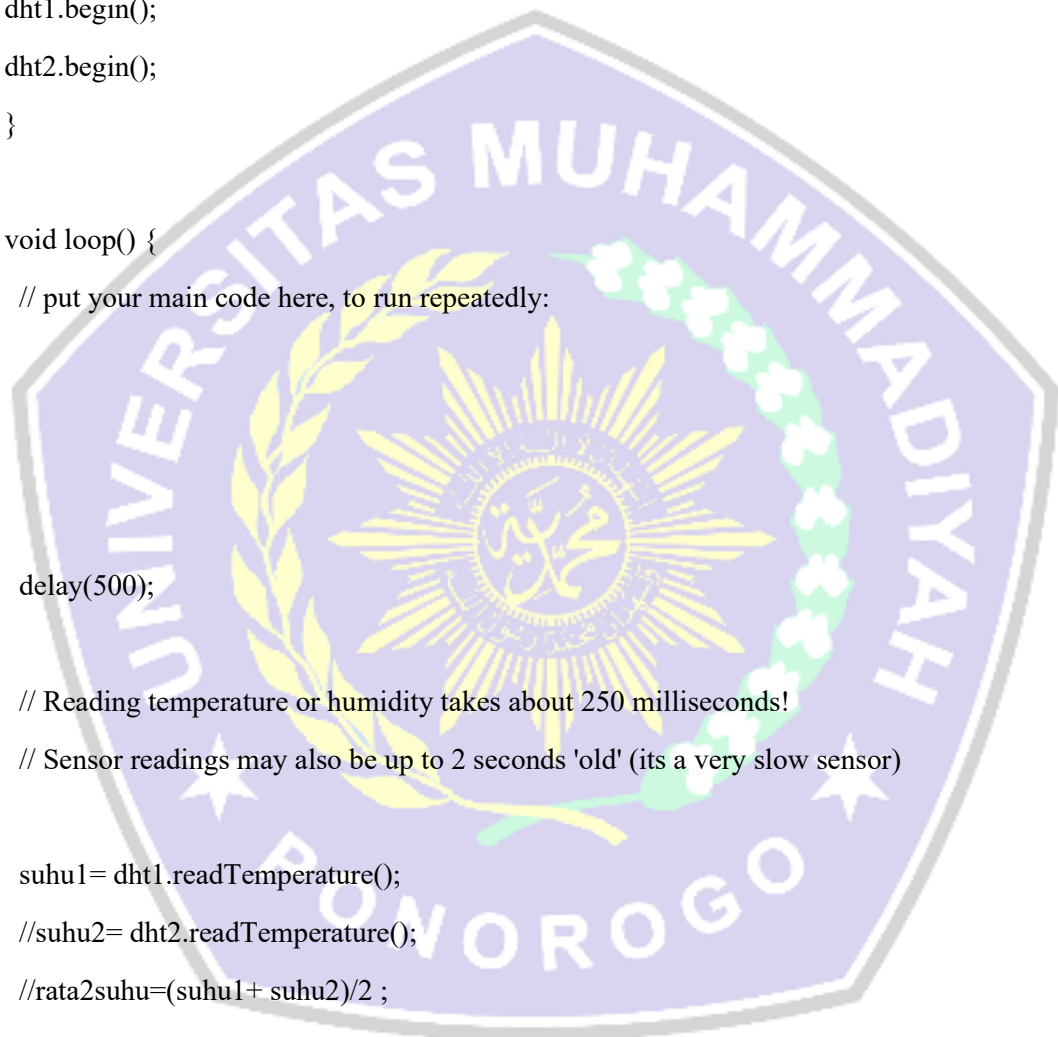 dht1.begin();
dht2.begin();
}
void loop() {
// put your main code here, to run repeatedly:
delay(500);
// Reading temperature or humidity takes about 250 milliseconds!
// Sensor readings may also be up to 2 seconds 'old' (its a very slow sensor)
suhu1= dht1.readTemperature();
//suhu2= dht2.readTemperature();
//rata2suhu=(suhu1+ suhu2)/2 ;
UNIVERSITAS MUHAMMADIYAH
PONOROGO